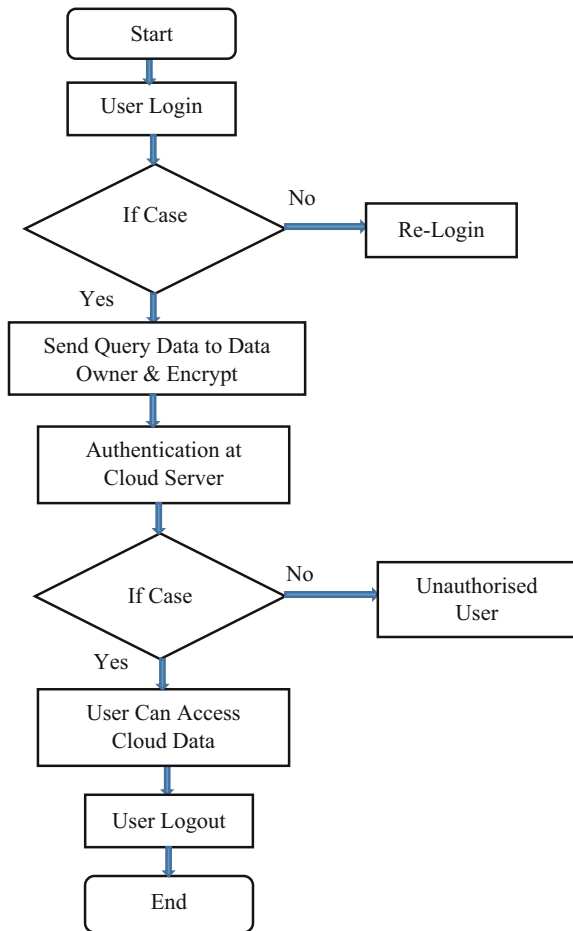 Start
User Login
If Case
No
Re-Login
Yes
Send Query Data to Data
Owner & Encrypt
Authentication at
Cloud Server
If Case
No
Unauthorised
User
Yes
User Can Access
Cloud Data
User Logout
End